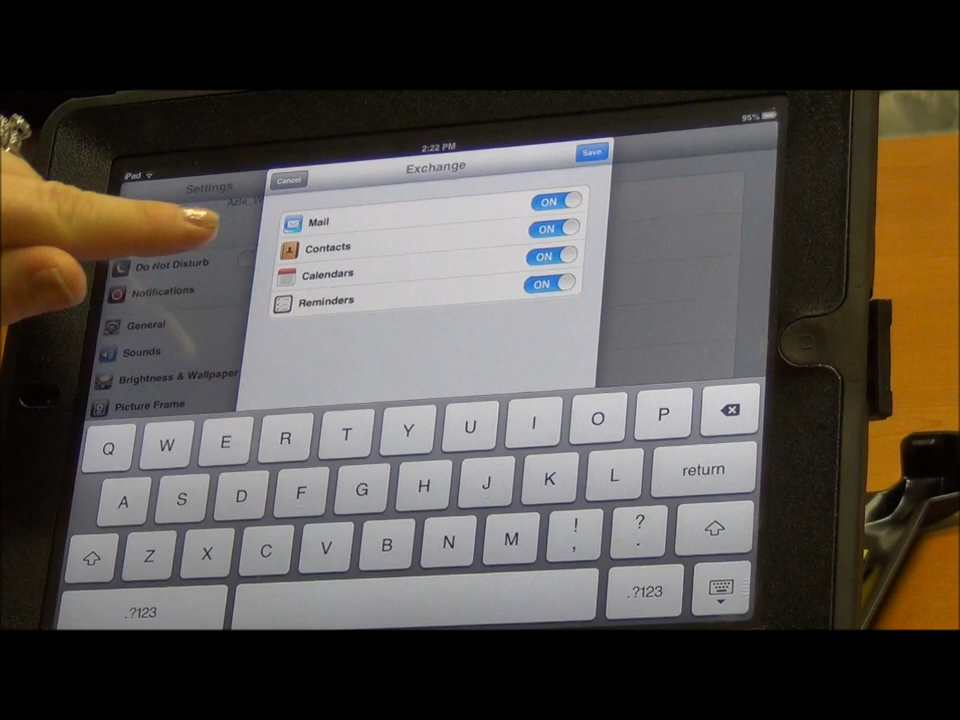 2:22 PM
95%
iPad
Settings
Cancel
Exchange
Save
Mail ON
Contacts ON
Calendars ON
Reminders ON
Do Not Disturb
Notifications
General
Sounds
Brightness & Wallpaper
Picture Frame
Q W E R T Y U I O P
A S D F G H J K L return
Z X C V B N M ! , ? .
.?123 .?123